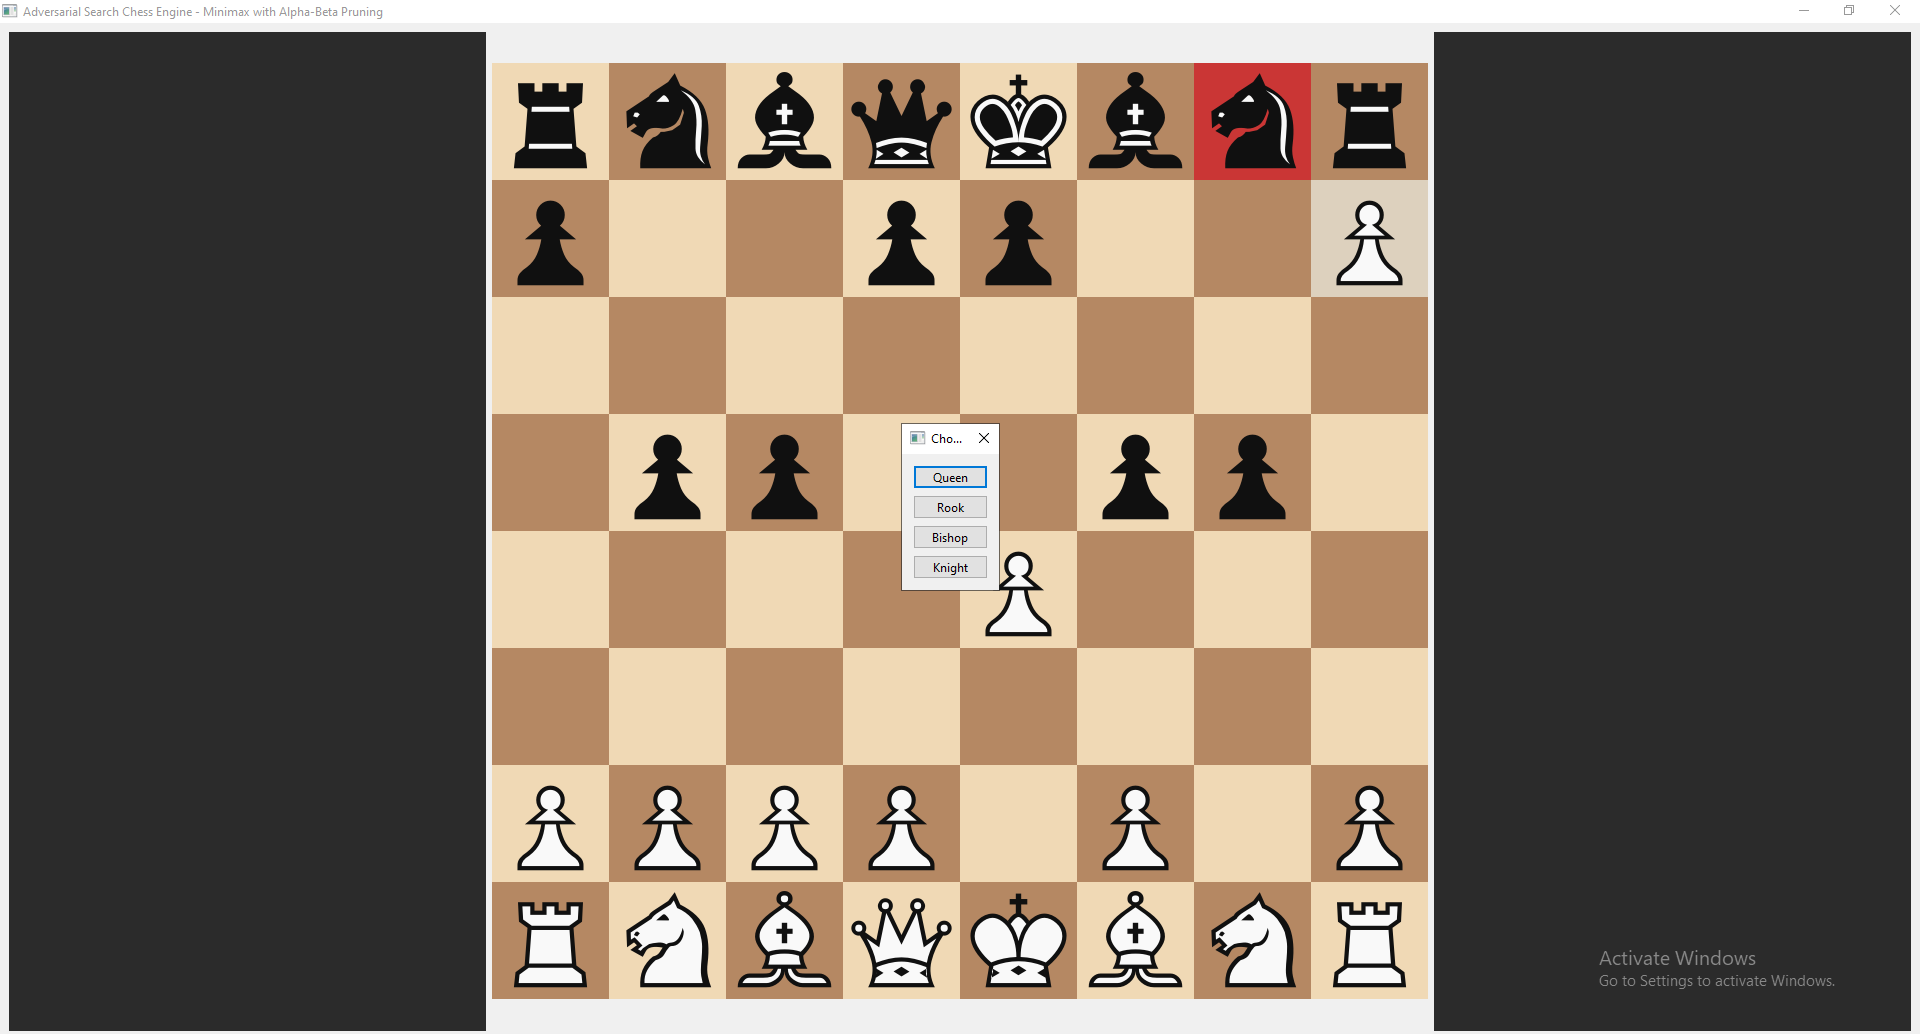 Adversarial Search Chess Engine - Minimax with Alpha-Beta Pruning
Cho...
Queen
Rook
Bishop
Knight
Activate Windows
Go to Settings to activate Windows.